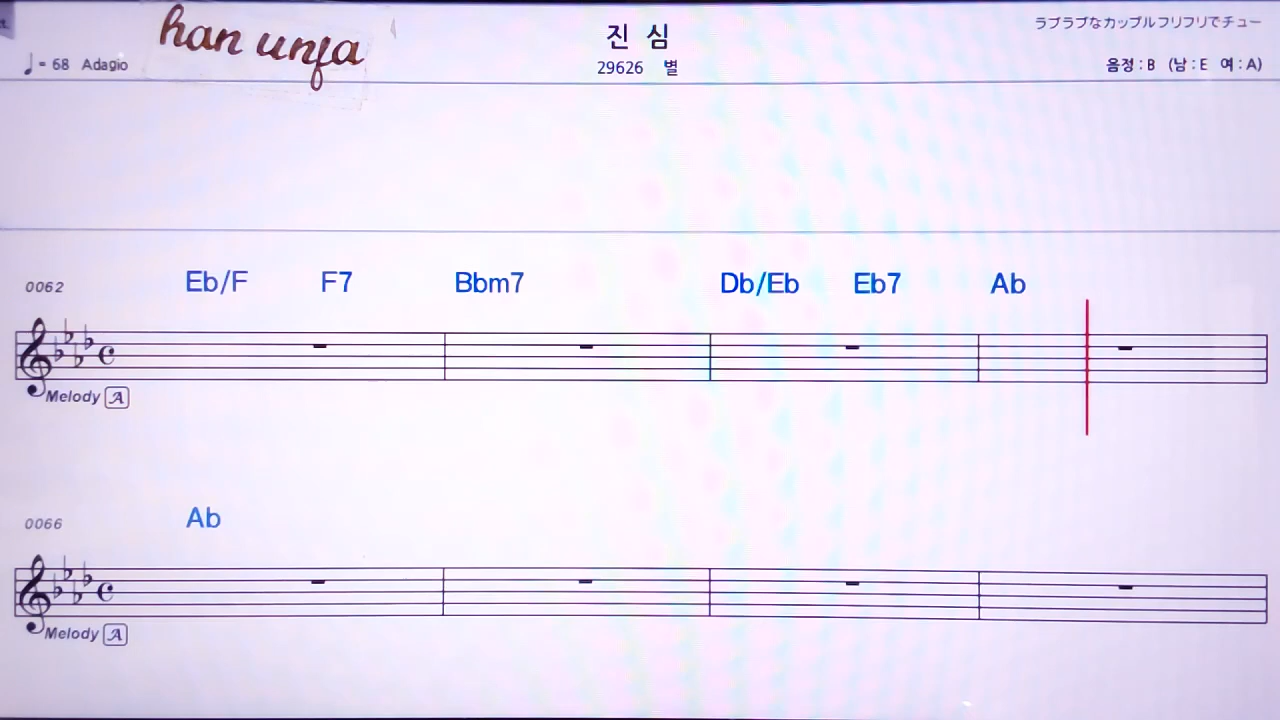 han unfa
진 심
ラブラブなカップルフリフリでチュー
♩= 68 Adagio
29626 별
음정 : B (남 : E 여 : A)
0062
Eb/F F7 Bbm7 Db/Eb Eb7 Ab
Melody A
0066
Ab
Melody A